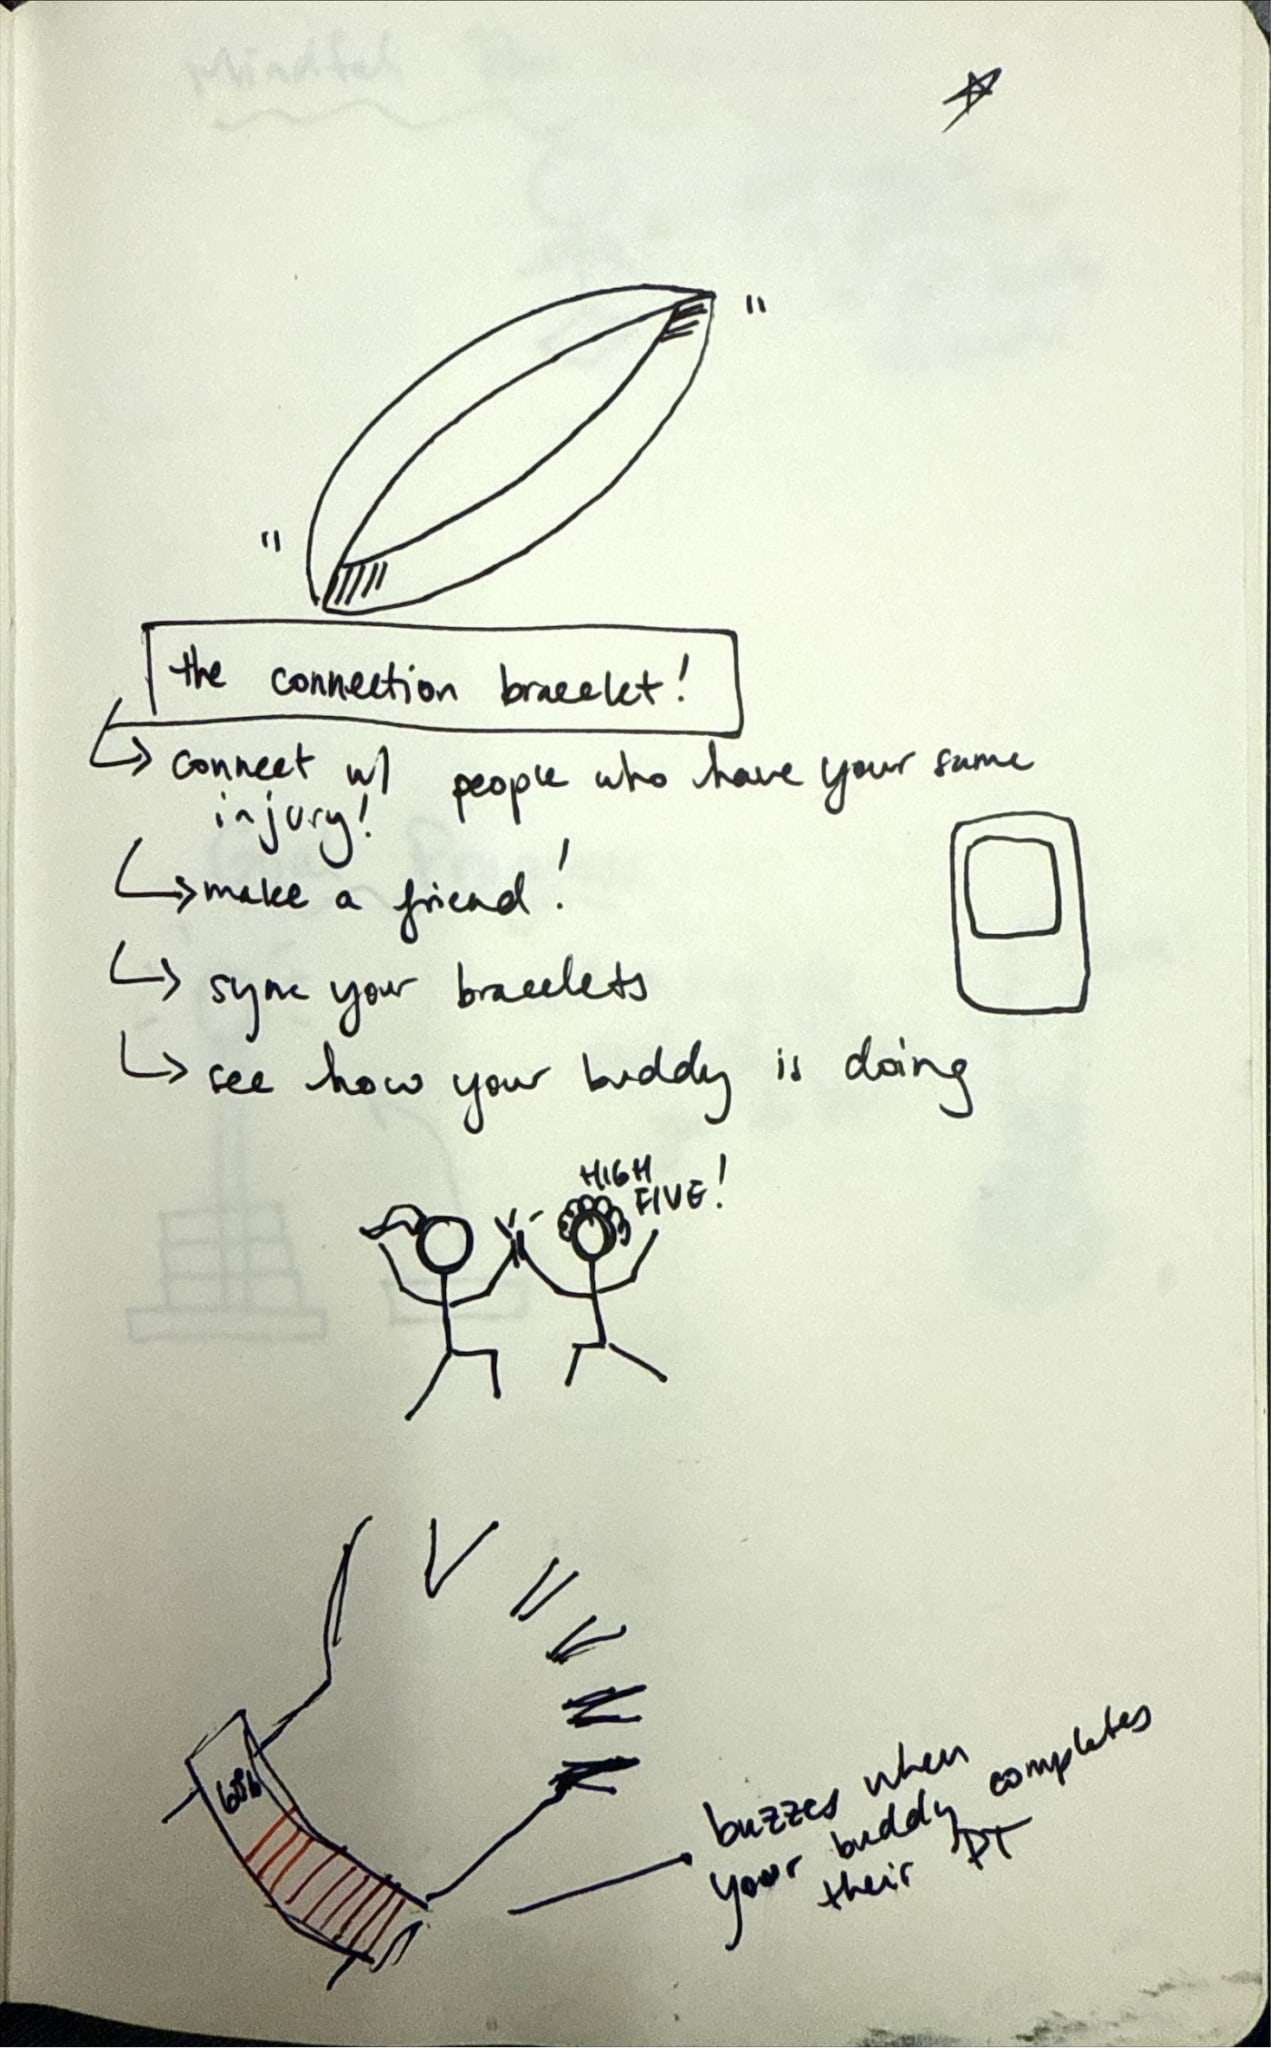 the connection bracelet!
connect w/ people who have your same
injury!
make a friend!
sync your bracelets
see how your buddy is doing
HIGH
FIVE!
buzzes when
your buddy completes
their PT